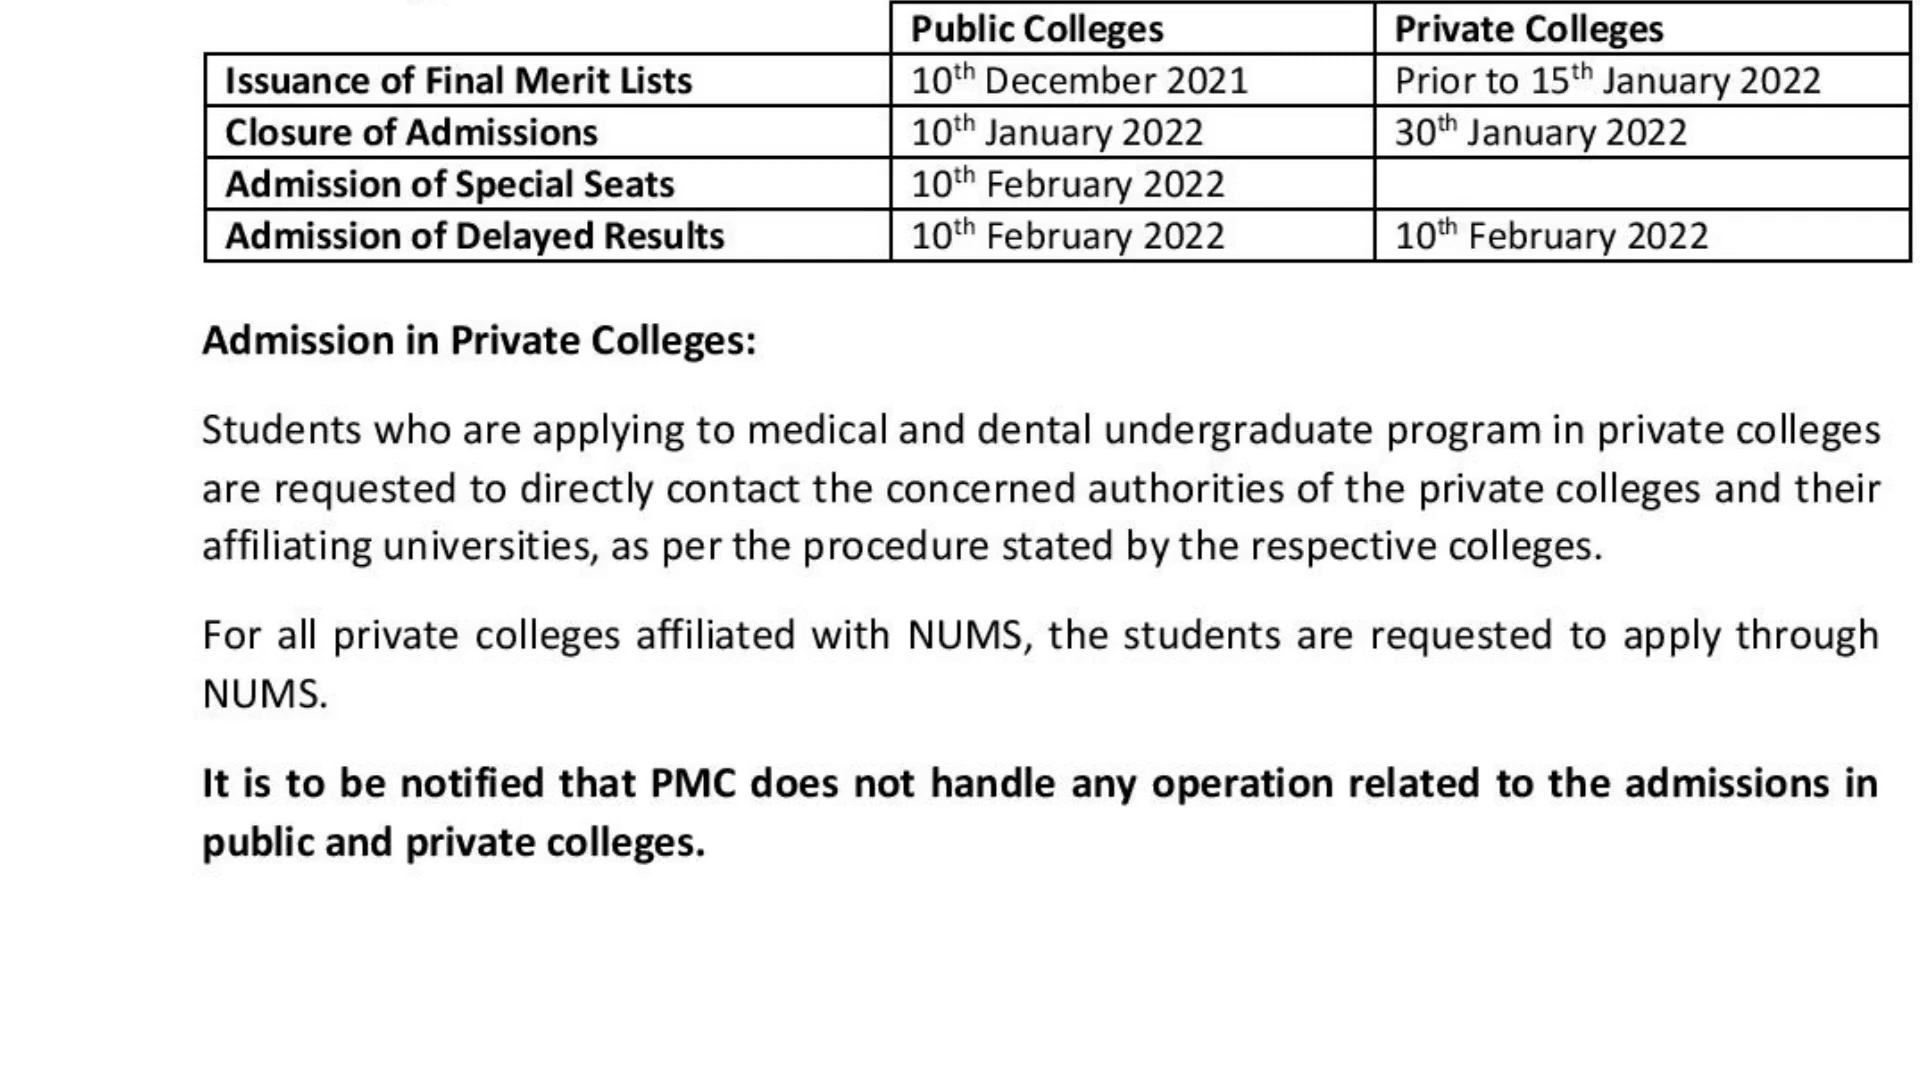 Public Colleges Private Colleges
Issuance of Final Merit Lists 10th December 2021 Prior to 15th January 2022
Closure of Admissions 10th January 2022 30th January 2022
Admission of Special Seats 10th February 2022
Admission of Delayed Results 10th February 2022 10th February 2022
Admission in Private Colleges:
Students who are applying to medical and dental undergraduate program in private colleges
are requested to directly contact the concerned authorities of the private colleges and their
affiliating universities, as per the procedure stated by the respective colleges.
For all private colleges affiliated with NUMS, the students are requested to apply through
NUMS.
It is to be notified that PMC does not handle any operation related to the admissions in
public and private colleges.